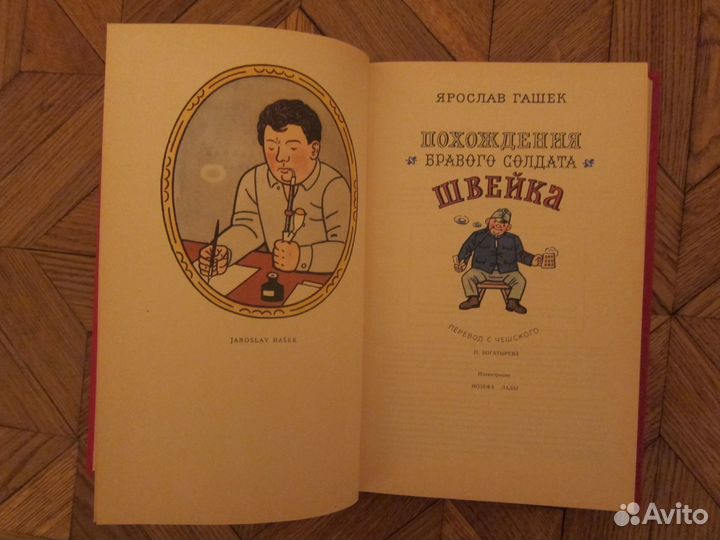 JAROSLAV HAŠEK
ЯРОСЛАВ ГАШЕК
ПОХОЖДЕНИЯ
БРАВОГО СОЛДАТА
ШВЕЙКА
ПЕРЕВОД С ЧЕШСКОГО
П. БОГАТЫРЕВА
Иллюстрации
ЙОЗЕФА ЛАДЫ
Avito